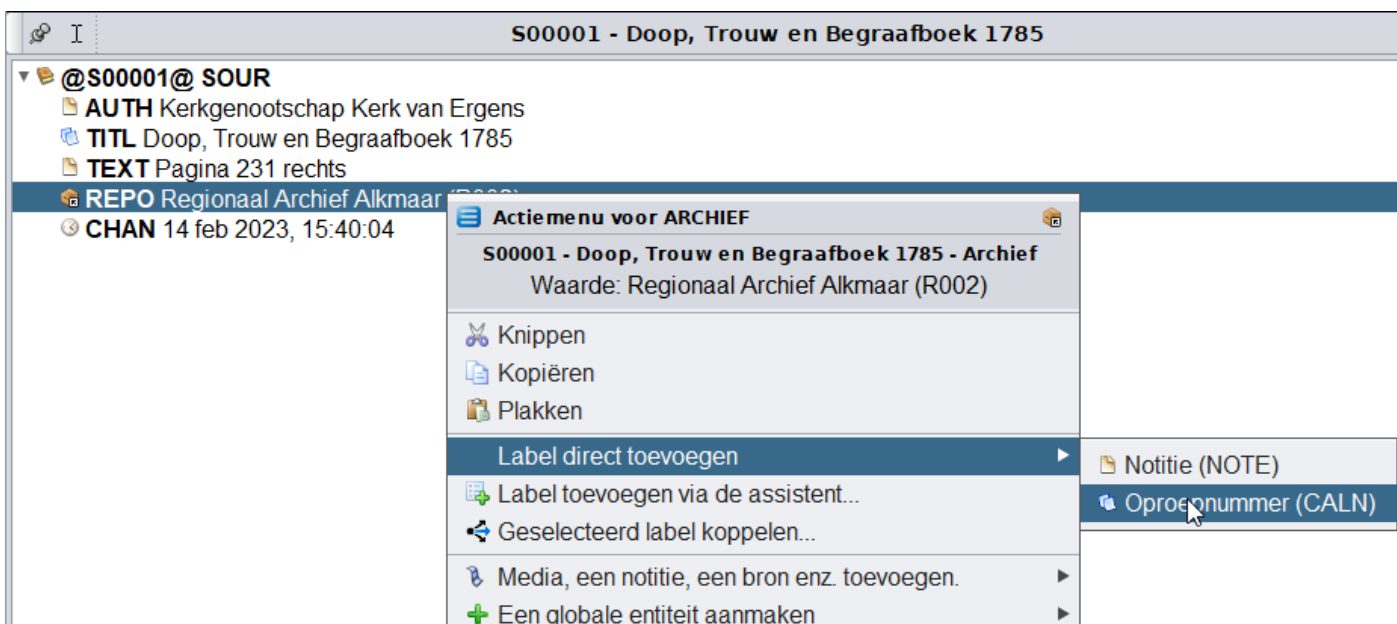 S00001 - Doop, Trouw en Begraafboek 1785
@S00001@ SOUR
AUTH Kerkgenootschap Kerk van Ergens
TITL Doop, Trouw en Begraafboek 1785
TEXT Pagina 231 rechts
REPO Regionaal Archief Alkmaar
CHAN 14 feb 2023, 15:40:04
Actiemenu voor ARCHIEF
S00001 - Doop, Trouw en Begraafboek 1785 - Archief
Waarde: Regionaal Archief Alkmaar (R002)
Knippen
Kopiëren
Plakken
Label direct toevoegen
Notitie (NOTE)
Label toevoegen via de assistent...
Oproepnummer (CALN)
Geselecteerd label koppelen...
Media, een notitie, een bron enz. toevoegen.
Een globale entiteit aanmaken